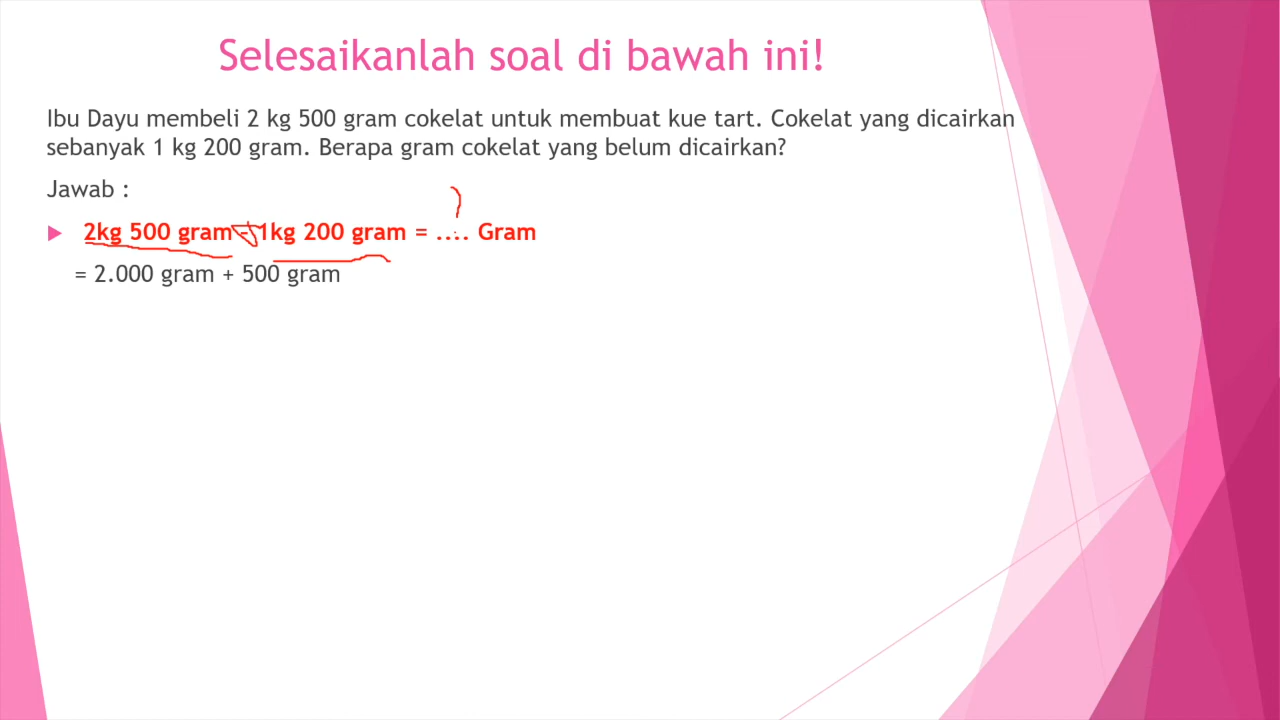 Selesaikanlah soal di bawah ini!
Ibu Dayu membeli 2 kg 500 gram cokelat untuk membuat kue tart. Cokelat yang dicairkan
sebanyak 1 kg 200 gram. Berapa gram cokelat yang belum dicairkan?
Jawab :
2kg 500 gram - 1kg 200 gram = .... Gram
= 2.000 gram + 500 gram